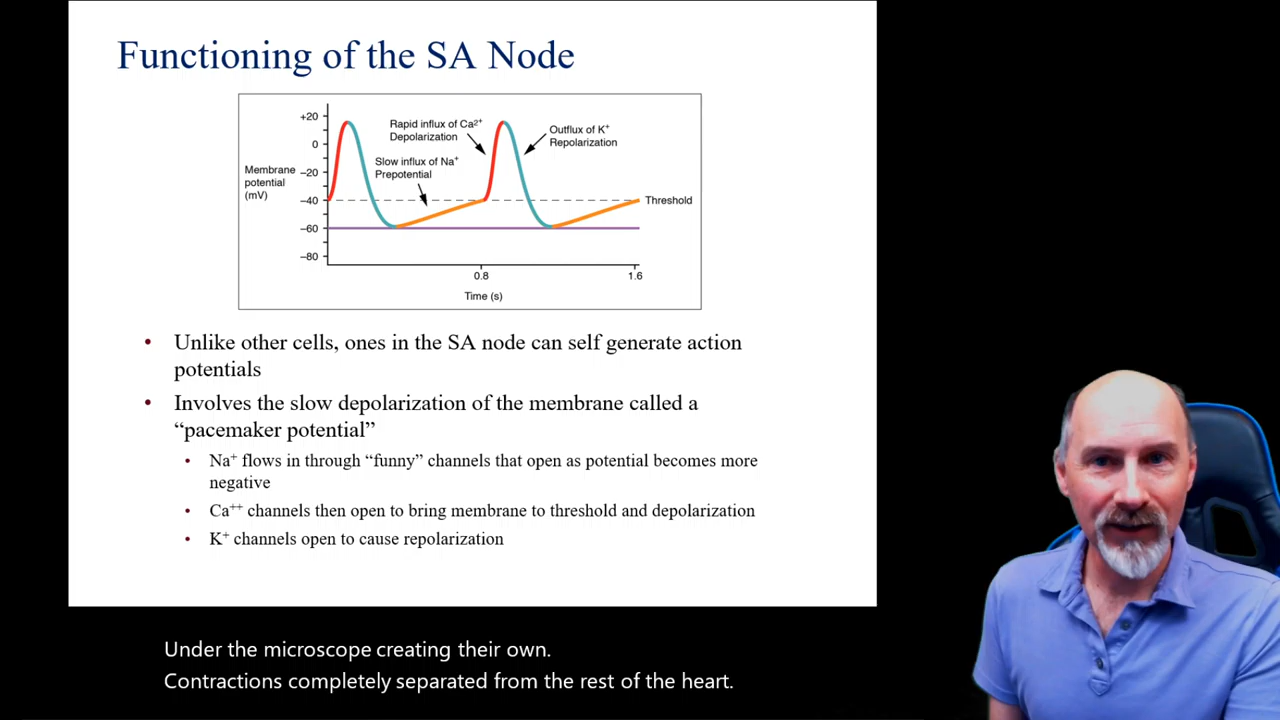 Functioning of the SA Node
+20
0
−20
−40
−60
−80
Membrane
potential
(mV)
Rapid influx of Ca²⁺
Depolarization
Slow influx of Na⁺
Prepotential
Outflux of K⁺
Repolarization
Threshold
0.8
1.6
Time (s)
• Unlike other cells, ones in the SA node can self generate action
potentials
• Involves the slow depolarization of the membrane called a
“pacemaker potential”
• Na⁺ flows in through “funny” channels that open as potential becomes more
negative
• Ca⁺⁺ channels then open to bring membrane to threshold and depolarization
• K⁺ channels open to cause repolarization
Under the microscope creating their own.
Contractions completely separated from the rest of the heart.